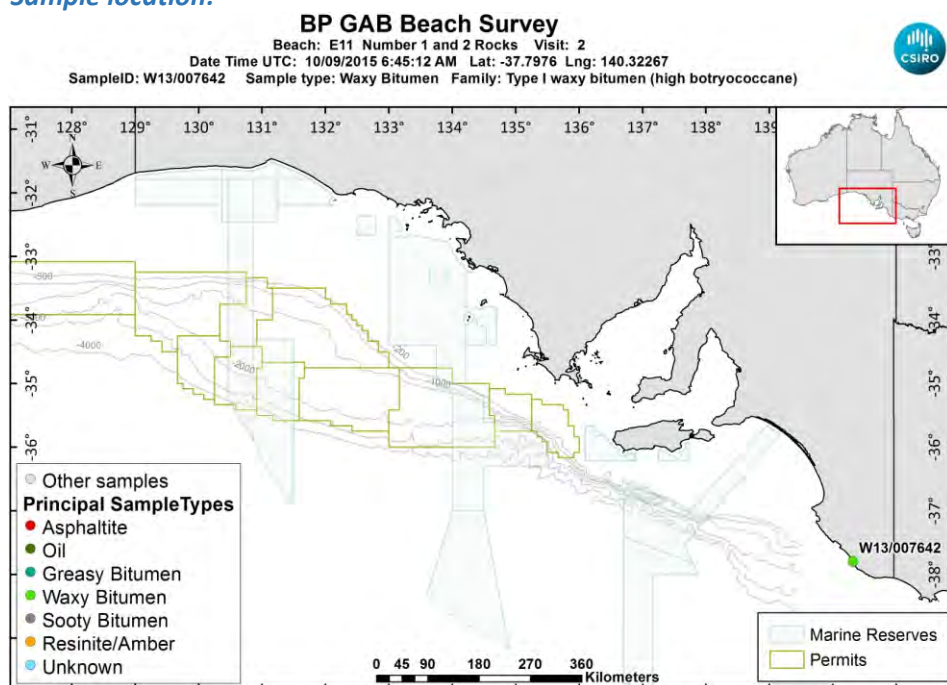 Sample location:
BP GAB Beach Survey
Beach: E11 Number 1 and 2 Rocks Visit: 2
Date Time UTC: 10/09/2015 6:45:12 AM Lat: -37.7976 Lng: 140.32267
SampleID: W13/007642 Sample type: Waxy Bitumen Family: Type I waxy bitumen (high botryococcane)
CSIRO
128° 129° 130° 131° 132° 133° 134° 135° 136° 137° 138° 139
-31° -31°
N
W E
S
-32°
-33°
-34° -34°
-35° -35°
-36° -36°
-37° -37°
-38° -38°
-200
-1000
-2000
-4000
W13/007642
Other samples
Principal SampleTypes
Asphaltite
Oil
Greasy Bitumen
Waxy Bitumen
Sooty Bitumen
Resinite/Amber
Unknown
0 45 90 180 270 360
Kilometers
Marine Reserves
Permits